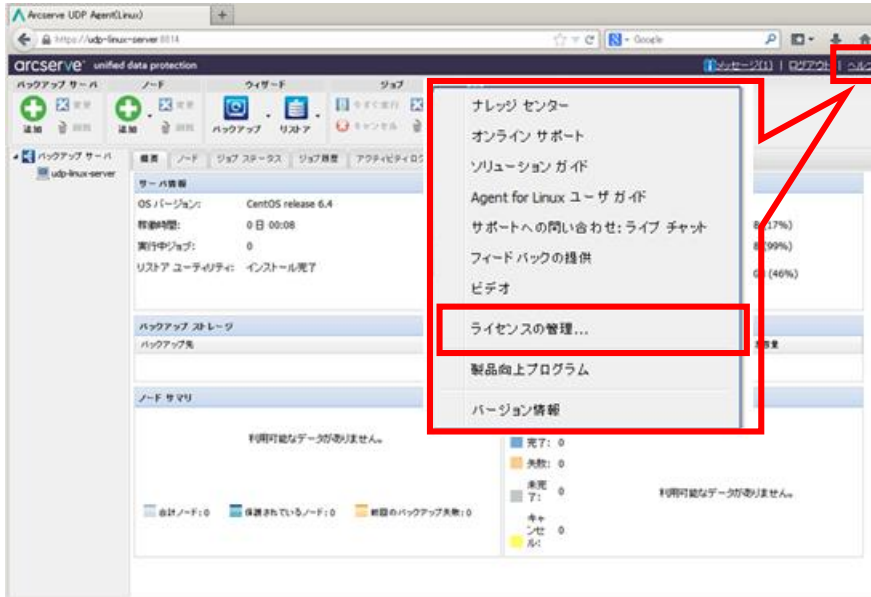 Arcserve UDP Agent(Linux)
https://udp-linux-server:8014
Google
arcserve® unified data protection
メッセージ(1) | ログアウト | ヘルプ
バックアップ サーバ
ノード
ウィザード
ジョブ
追加
変更
削除
追加
変更
削除
バックアップ
リストア
今すぐ実行
キャンセル
削除
バックアップ サーバ
udp-linux-server
概要
ノード
ジョブ ステータス
ジョブ履歴
アクティビティ ログ
サーバ情報
OS バージョン: CentOS release 6.4
稼働時間: 0 日 00:08
実行中ジョブ: 0
リストア ユーティリティ: インストール完了
(17%)
(99%)
(46%)
バックアップ ストレージ
バックアップ先
ノード サマリ
利用可能なデータがありません。
合計ノード: 0
保護されているノード: 0
前回のバックアップ失敗: 0
ナレッジ センター
オンライン サポート
ソリューション ガイド
Agent for Linux ユーザ ガイド
サポートへの問い合わせ: ライブ チャット
フィードバックの提供
ビデオ
ライセンスの管理...
製品向上プログラム
バージョン情報
完了: 0
失敗: 0
未完
了: 0
キャ
ンセ 0
ル:
利用可能なデータがありません。